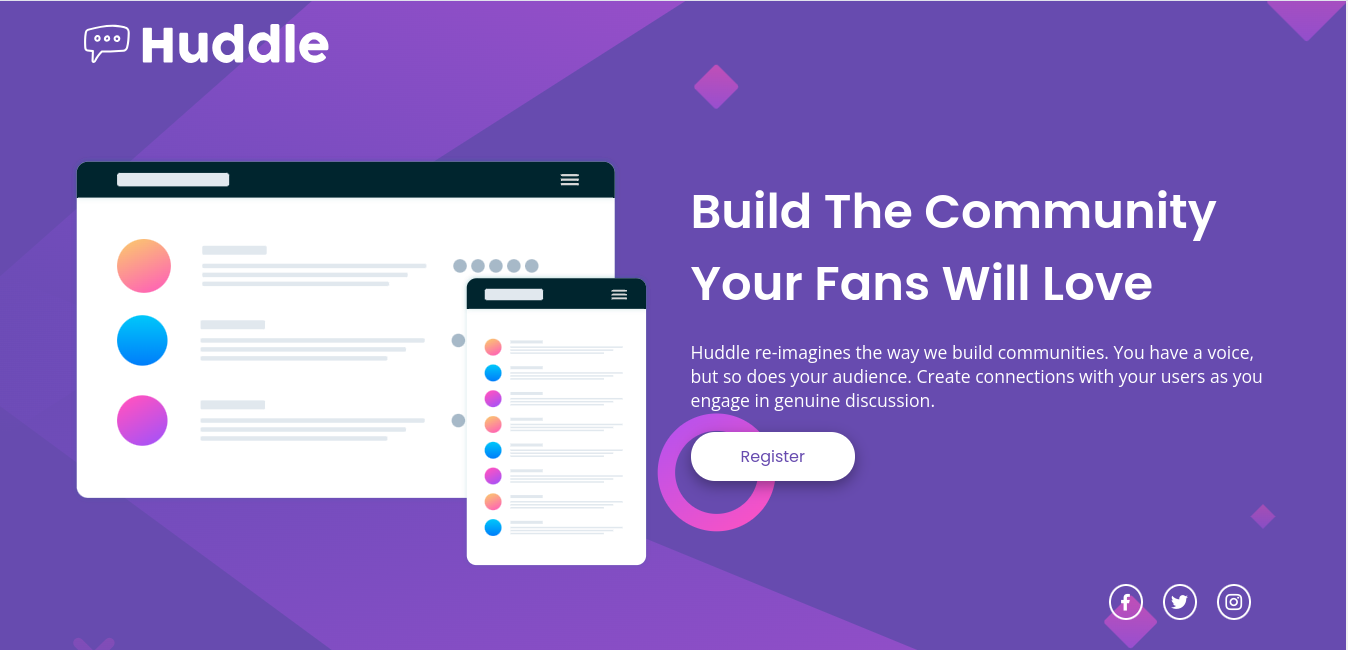 Huddle
Build The Community
Your Fans Will Love
Huddle re-imagines the way we build communities. You have a voice,
but so does your audience. Create connections with your users as you
engage in genuine discussion.
Register